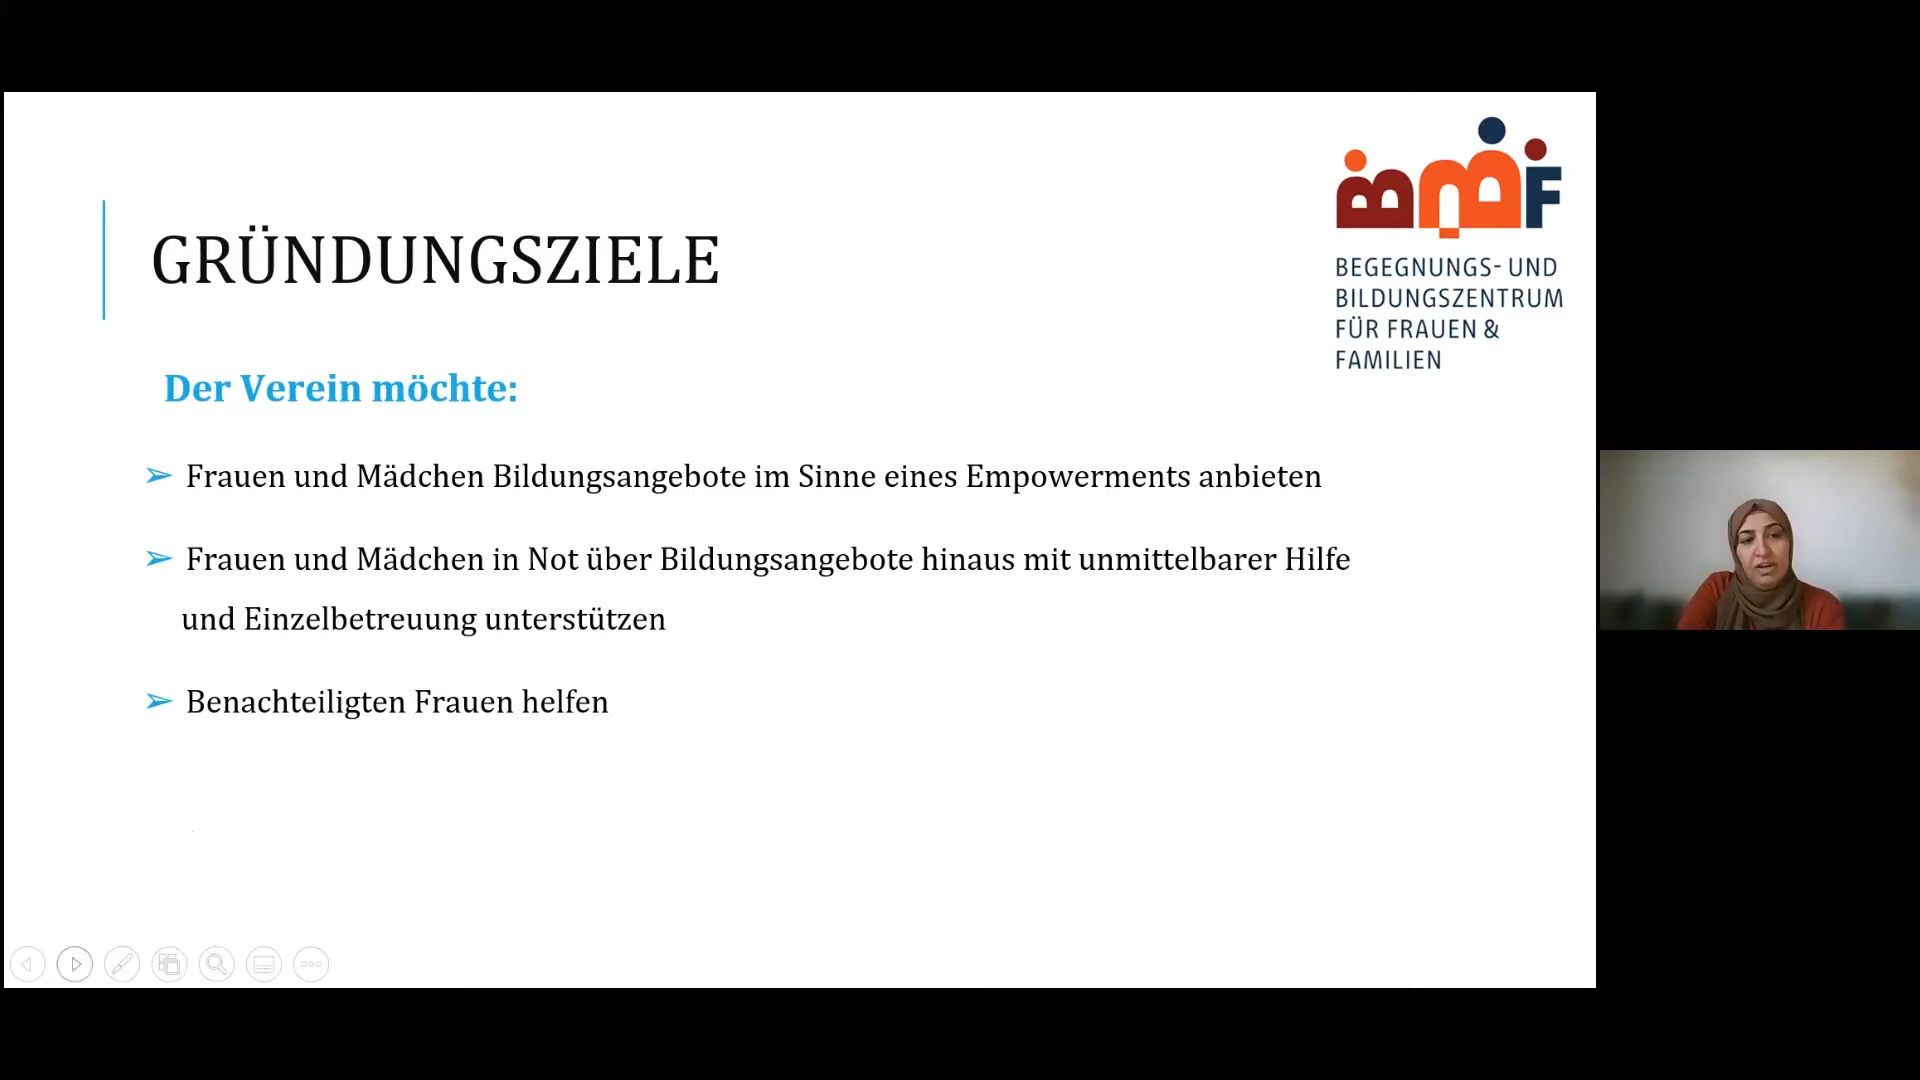 GRÜNDUNGSZIELE
BBF
BEGEGNUNGS- UND
BILDUNGSZENTRUM
FÜR FRAUEN &
FAMILIEN
Der Verein möchte:
➢ Frauen und Mädchen Bildungsangebote im Sinne eines Empowerments anbieten
➢ Frauen und Mädchen in Not über Bildungsangebote hinaus mit unmittelbarer Hilfe
und Einzelbetreuung unterstützen
➢ Benachteiligten Frauen helfen